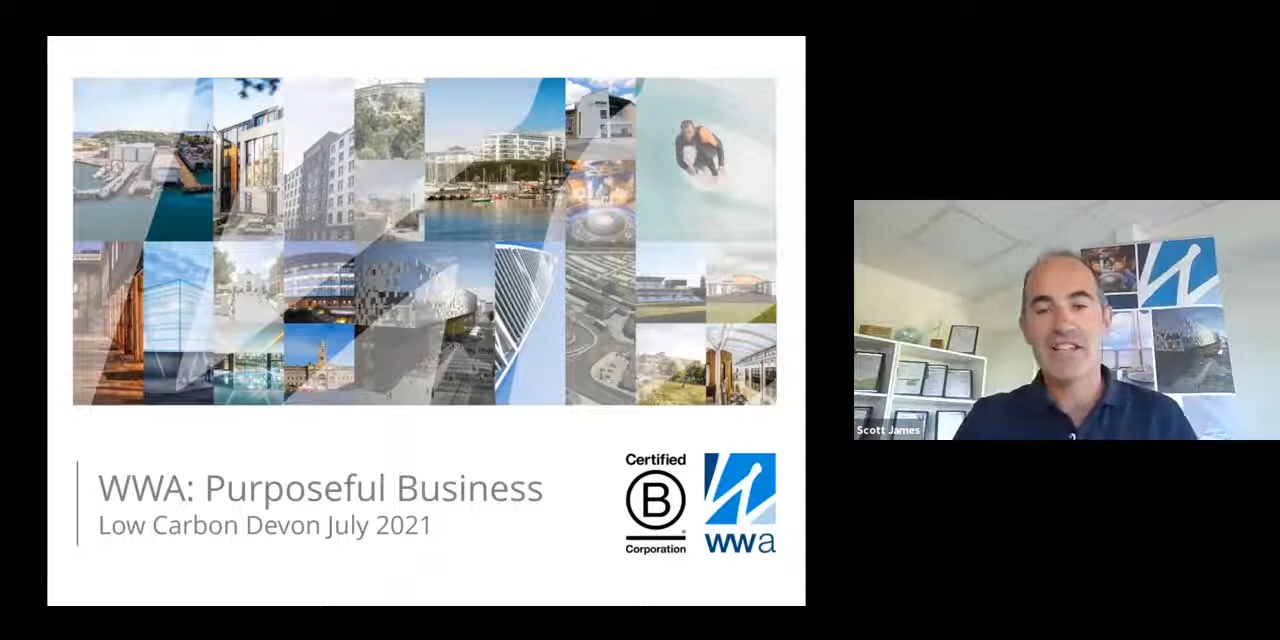 WWA: Purposeful Business
Low Carbon Devon July 2021
Certified
B
Corporation
wwa
Scott James